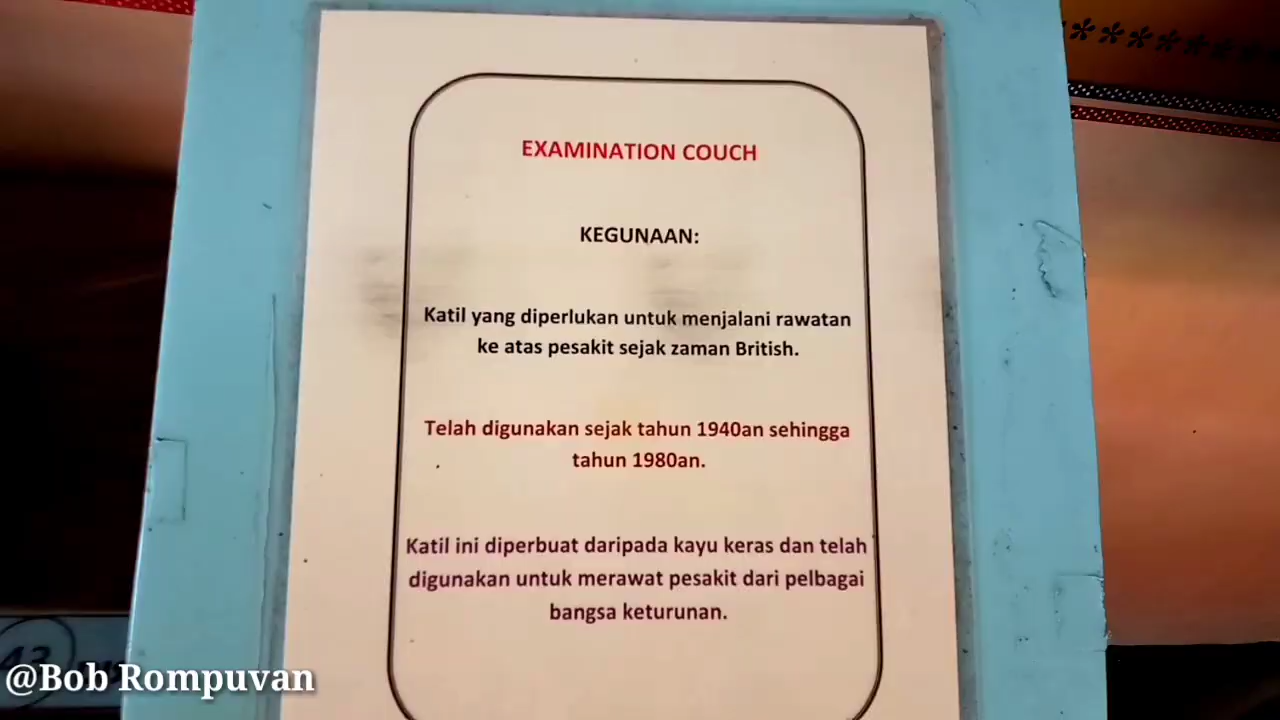 EXAMINATION COUCH
KEGUNAAN:
Katil yang diperlukan untuk menjalani rawatan
ke atas pesakit sejak zaman British.
Telah digunakan sejak tahun 1940an sehingga
tahun 1980an.
Katil ini diperbuat daripada kayu keras dan telah
digunakan untuk merawat pesakit dari pelbagai
bangsa keturunan.
43
@Bob Rompuvan